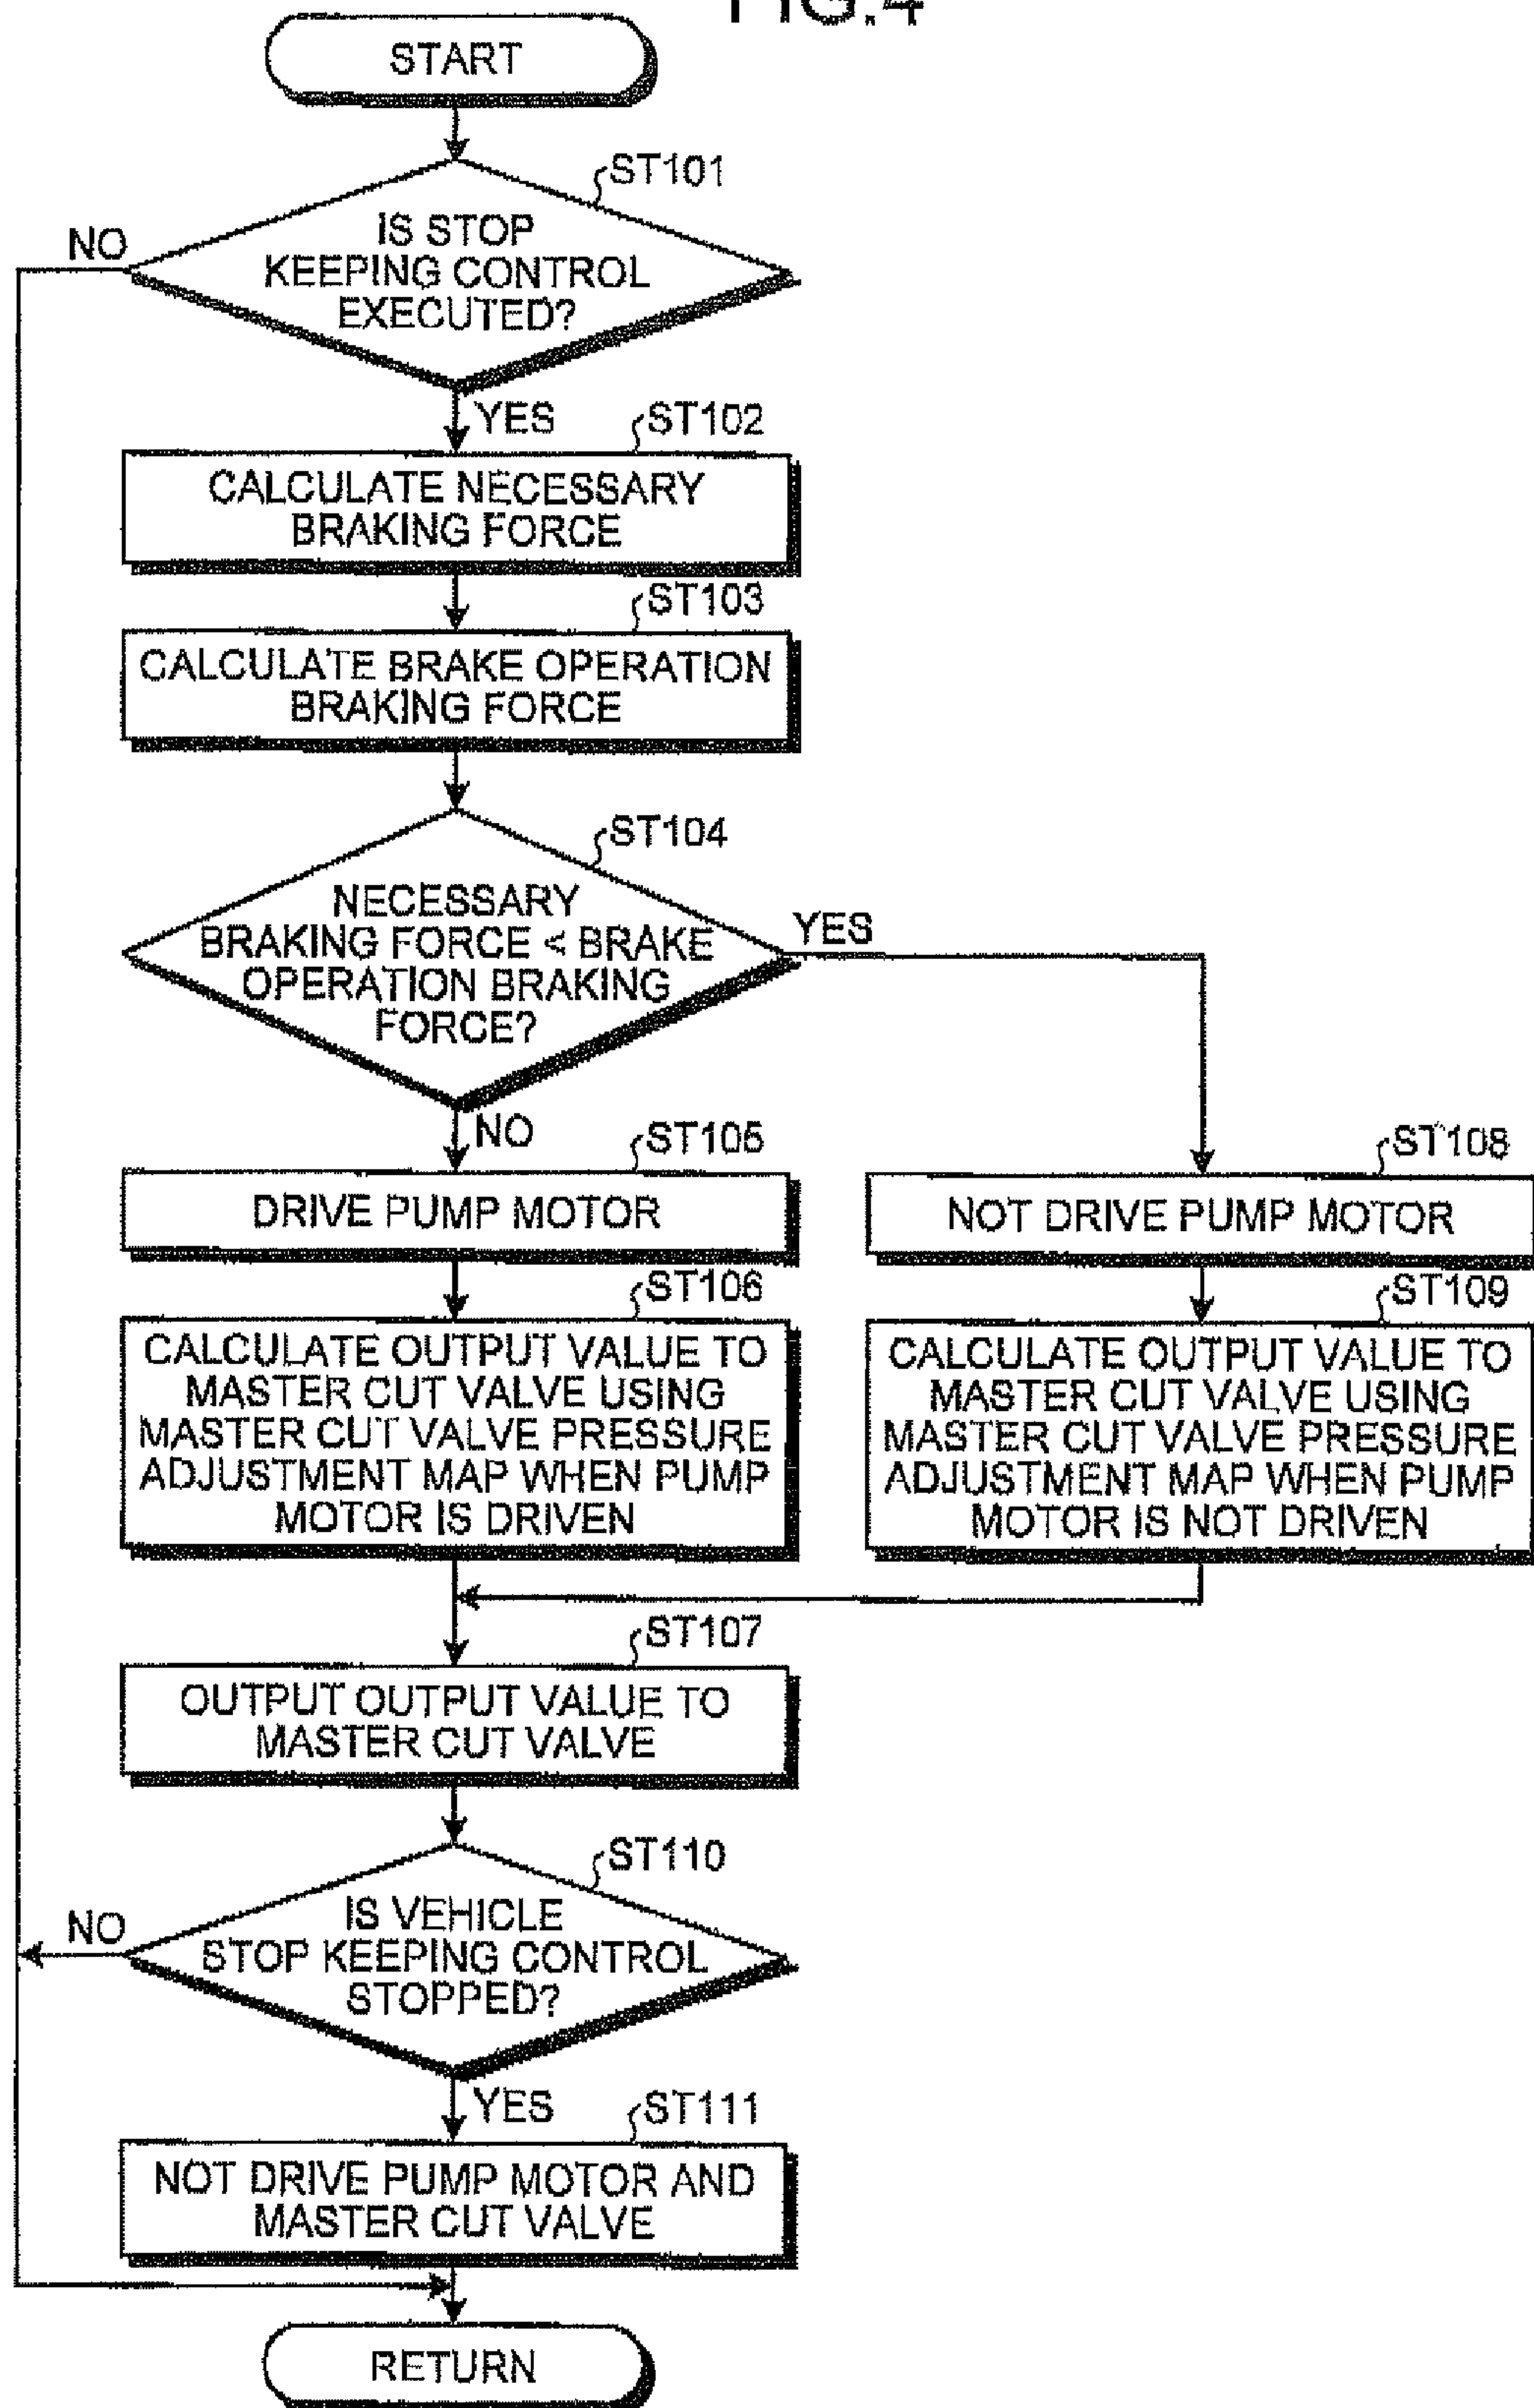 FIG.4
START
ST101
IS STOP
KEEPING CONTROL
EXECUTED?
NO
YES
ST102
CALCULATE NECESSARY
BRAKING FORCE
ST103
CALCULATE BRAKE OPERATION
BRAKING FORCE
ST104
NECESSARY
BRAKING FORCE < BRAKE
OPERATION BRAKING
FORCE?
YES
NO
ST105
DRIVE PUMP MOTOR
ST108
NOT DRIVE PUMP MOTOR
ST106
CALCULATE OUTPUT VALUE TO
MASTER CUT VALVE USING
MASTER CUT VALVE PRESSURE
ADJUSTMENT MAP WHEN PUMP
MOTOR IS DRIVEN
ST109
CALCULATE OUTPUT VALUE TO
MASTER CUT VALVE USING
MASTER CUT VALVE PRESSURE
ADJUSTMENT MAP WHEN PUMP
MOTOR IS NOT DRIVEN
ST107
OUTPUT OUTPUT VALUE TO
MASTER CUT VALVE
ST110
IS VEHICLE
STOP KEEPING CONTROL
STOPPED?
NO
YES
ST111
NOT DRIVE PUMP MOTOR AND
MASTER CUT VALVE
RETURN